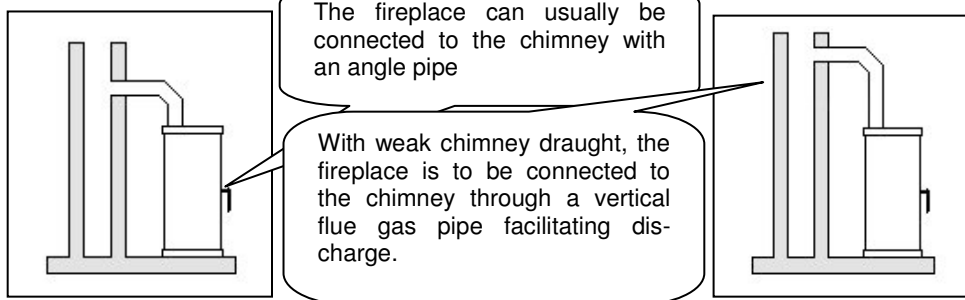 The fireplace can usually be
connected to the chimney with
an angle pipe
With weak chimney draught, the
fireplace is to be connected to
the chimney through a vertical
flue gas pipe facilitating dis-
charge.